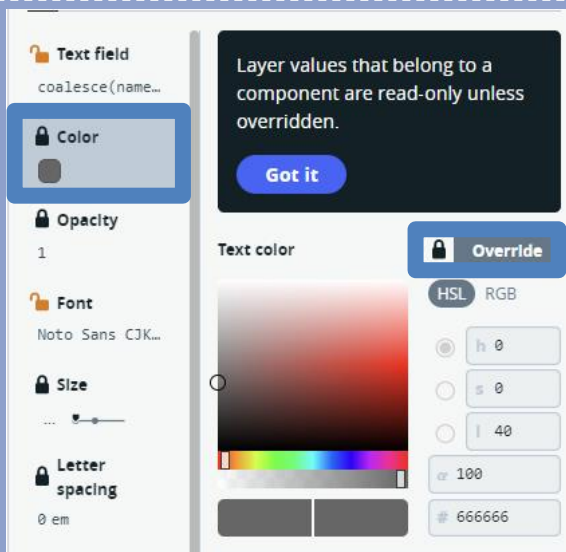 Text field
coalesce(name…
Color
Opacity
1
Font
Noto Sans CJK…
Size
...
Letter
spacing
0 em
Layer values that belong to a
component are read-only unless
overridden.
Got it
Text color
Override
HSL RGB
h 0
s 0
l 40
α 100
# 666666